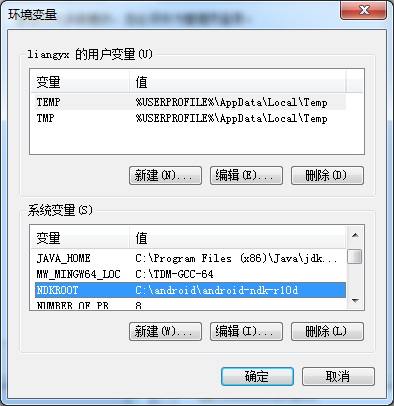 环境变量
liangyx 的用户变量(U)
变量 值
TEMP %USERPROFILE%\AppData\Local\Temp
TMP %USERPROFILE%\AppData\Local\Temp
新建(N)... 编辑(E)... 删除(D)
系统变量(S)
变量 值
JAVA_HOME C:\Program Files (x86)\Java\jdk...
MW_MINGW64_LOC C:\TDM-GCC-64
NDKROOT C:\android\android-ndk-r10d
NUMBER_OF_PR 8
新建(W)... 编辑(I)... 删除(L)
确定 取消